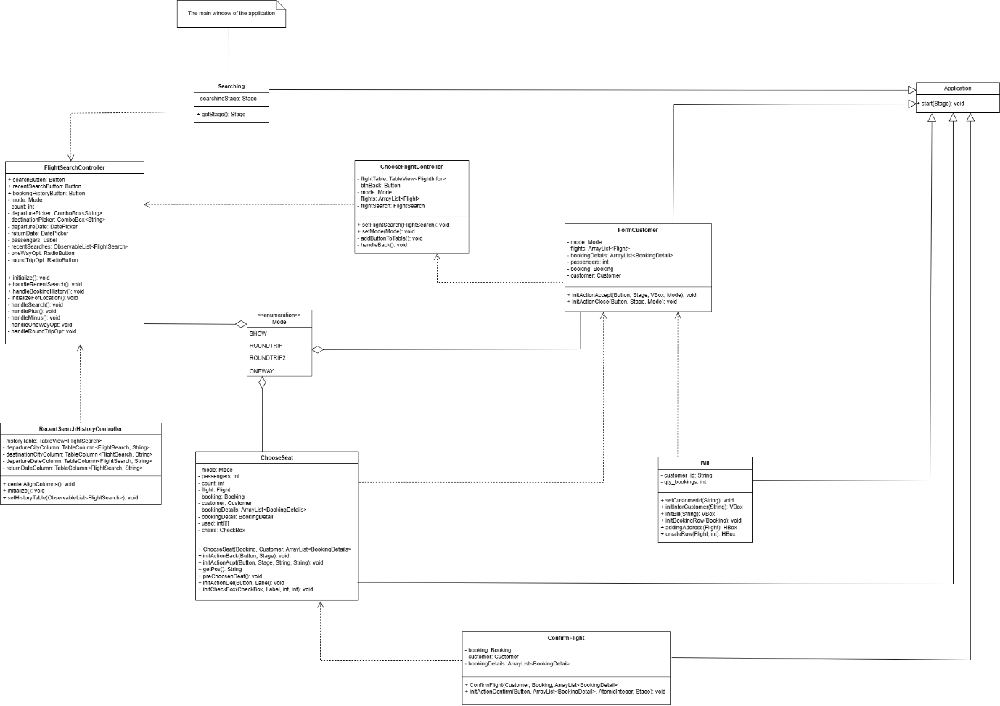 The main window of the application
Searching
- searchingStage: Stage
+ getStage(): Stage
Application
+ start(Stage): void
FlightSearchController
+ searchButton: Button
+ recentSearchButton: Button
+ bookingHistoryButton: Button
- mode: Mode
- count: int
- departurePicker: ComboBox<String>
- destinationPicker: ComboBox<String>
- departureDate: DatePicker
- returnDate: DatePicker
- passengers: Label
- recentSearches: ObservableList<FlightSearch>
- oneWayOpt: RadioButton
- roundTripOpt: RadioButton
+ initialize(): void
+ handleRecentSearch(): void
+ handleBookingHistory(): void
- initializeForLocation(): void
- handleSearch(): void
- handlePlus(): void
- handleMinus(): void
- handleOneWayOpt: void
- handleRoundTripOpt: void
ChooseFlightController
- flightTable: TableView<FlightInfor>
- btnBack: Button
- mode: Mode
- flights: ArrayList<Flight>
- flightSearch: FlightSearch
+ setFlightSearch(FlightSearch): void
+ setMode(Mode): void
- addButtonToTable(): void
- handleBack(): void
FormCustomer
- mode: Mode
- flights: ArrayList<Flight>
- bookingDetails: ArrayList<BookingDetail>
- passengers: int
- booking: Booking
- customer: Customer
+ initActionAccept(Button, Stage, VBox, Mode): void
+ initActionClose(Button, Stage, Mode): void
<<enumeration>>
Mode
SHOW
ROUNDTRIP
ROUNDTRIP2
ONEWAY
RecentSearchHistoryController
- historyTable: TableView<FlightSearch>
- departureCityColumn: TableColumn<FlightSearch, String>
- destinationCityColumn: TableColumn<FlightSearch, String>
- departureDateColumn: TableColumn<FlightSearch, String>
- returnDateColumn: TableColumn<FlightSearch, String>
+ centerAlignColumns(): void
+ initialize(): void
+ setHistoryTable(ObservableList<FlightSearch>): void
ChooseSeat
- mode: Mode
- passengers: int
- count: int
- flight: Flight
- booking: Booking
- customer: Customer
- bookingDetails: ArrayList<BookingDetails>
- bookingDetail: BookingDetail
- used: int[][]
- chairs: CheckBox
+ ChooseSeat(Booking, Customer, ArrayList<BookingDetails>
+ initActionBack(Button, Stage): void
+ initActionAcpt(Button, Stage, String, String): void
+ getPos(): String
+ preChoosenSeat(): void
+ initActionDel(Button, Label): void
+ initCheckBox(CheckBox, Label, int, int): void
Bill
- customer_id: String
- qty_bookings: int
+ setCustomerId(String): void
+ initInforCustomer(String): VBox
+ initBill(String): VBox
+ initBookingRow(Booking): void
+ addingAddress(Flight): HBox
+ createRow(Flight, int): HBox
ConfirmFlight
- booking: Booking
- customer: Customer
- bookingDetails: ArrayList<BookingDetail>
+ ConfirmFlight(Customer, Booking, ArrayList<BookingDetail>
+ initActionConfirm(Button, ArrayList<BookingDetail>, AtomicInteger, Stage): void